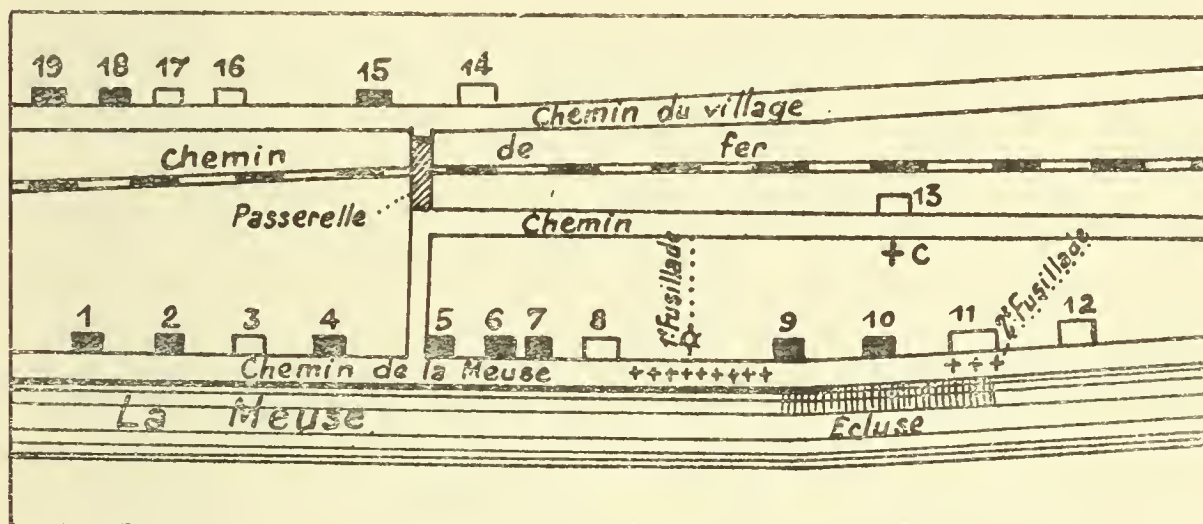 19 18 17 16 15 14
Chemin du village
Chemin de fer
13
Passerelle
Chemin
+ C
1e Fusillade
2e Fusillade
1 2 3 4 5 6 7 8 9 10 11 12
Chemin de la Meuse
+++++++++
+++
La Meuse
Ecluse